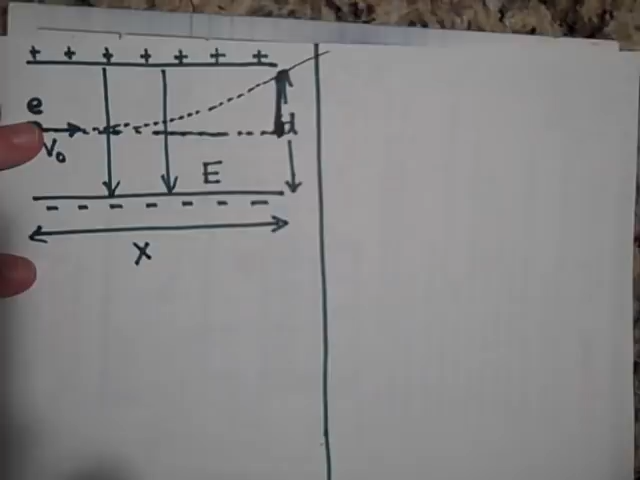 + + + + + + +
e
V₀
d
E
- - - - - - -
X